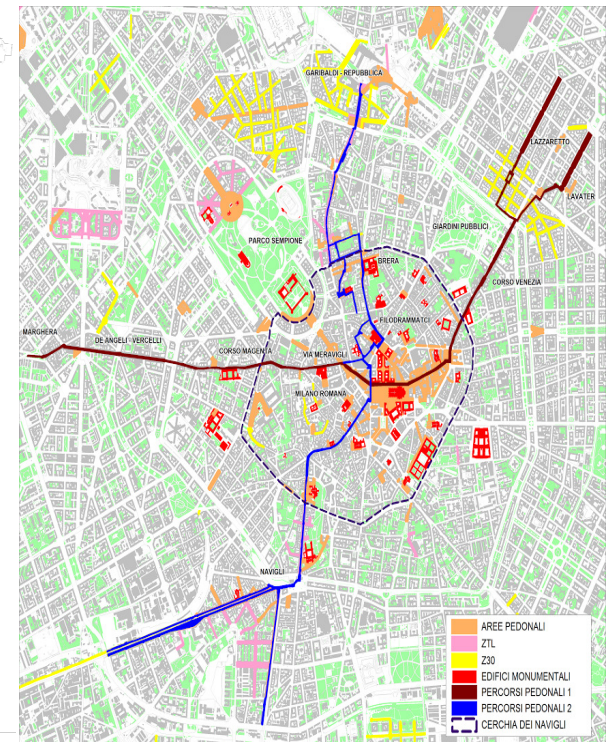 GARIBALDI - REPUBBLICA
LAZZARETTO
LAVATER
GIARDINI PUBBLICI
PARCO SEMPIONE
BRERA
CORSO VENEZIA
FILODRAMMATCI
MARGHERA
DE ANGELI - VERCELLI
CORSO MAGENTA
VIA MERAVIGLI
MILANO ROMANA
NAVIGLI
AREE PEDONALI
ZTL
Z30
EDIFICI MONUMENTALI
PERCORSI PEDONALI 1
PERCORSI PEDONALI 2
CERCHIA DEI NAVIGLI